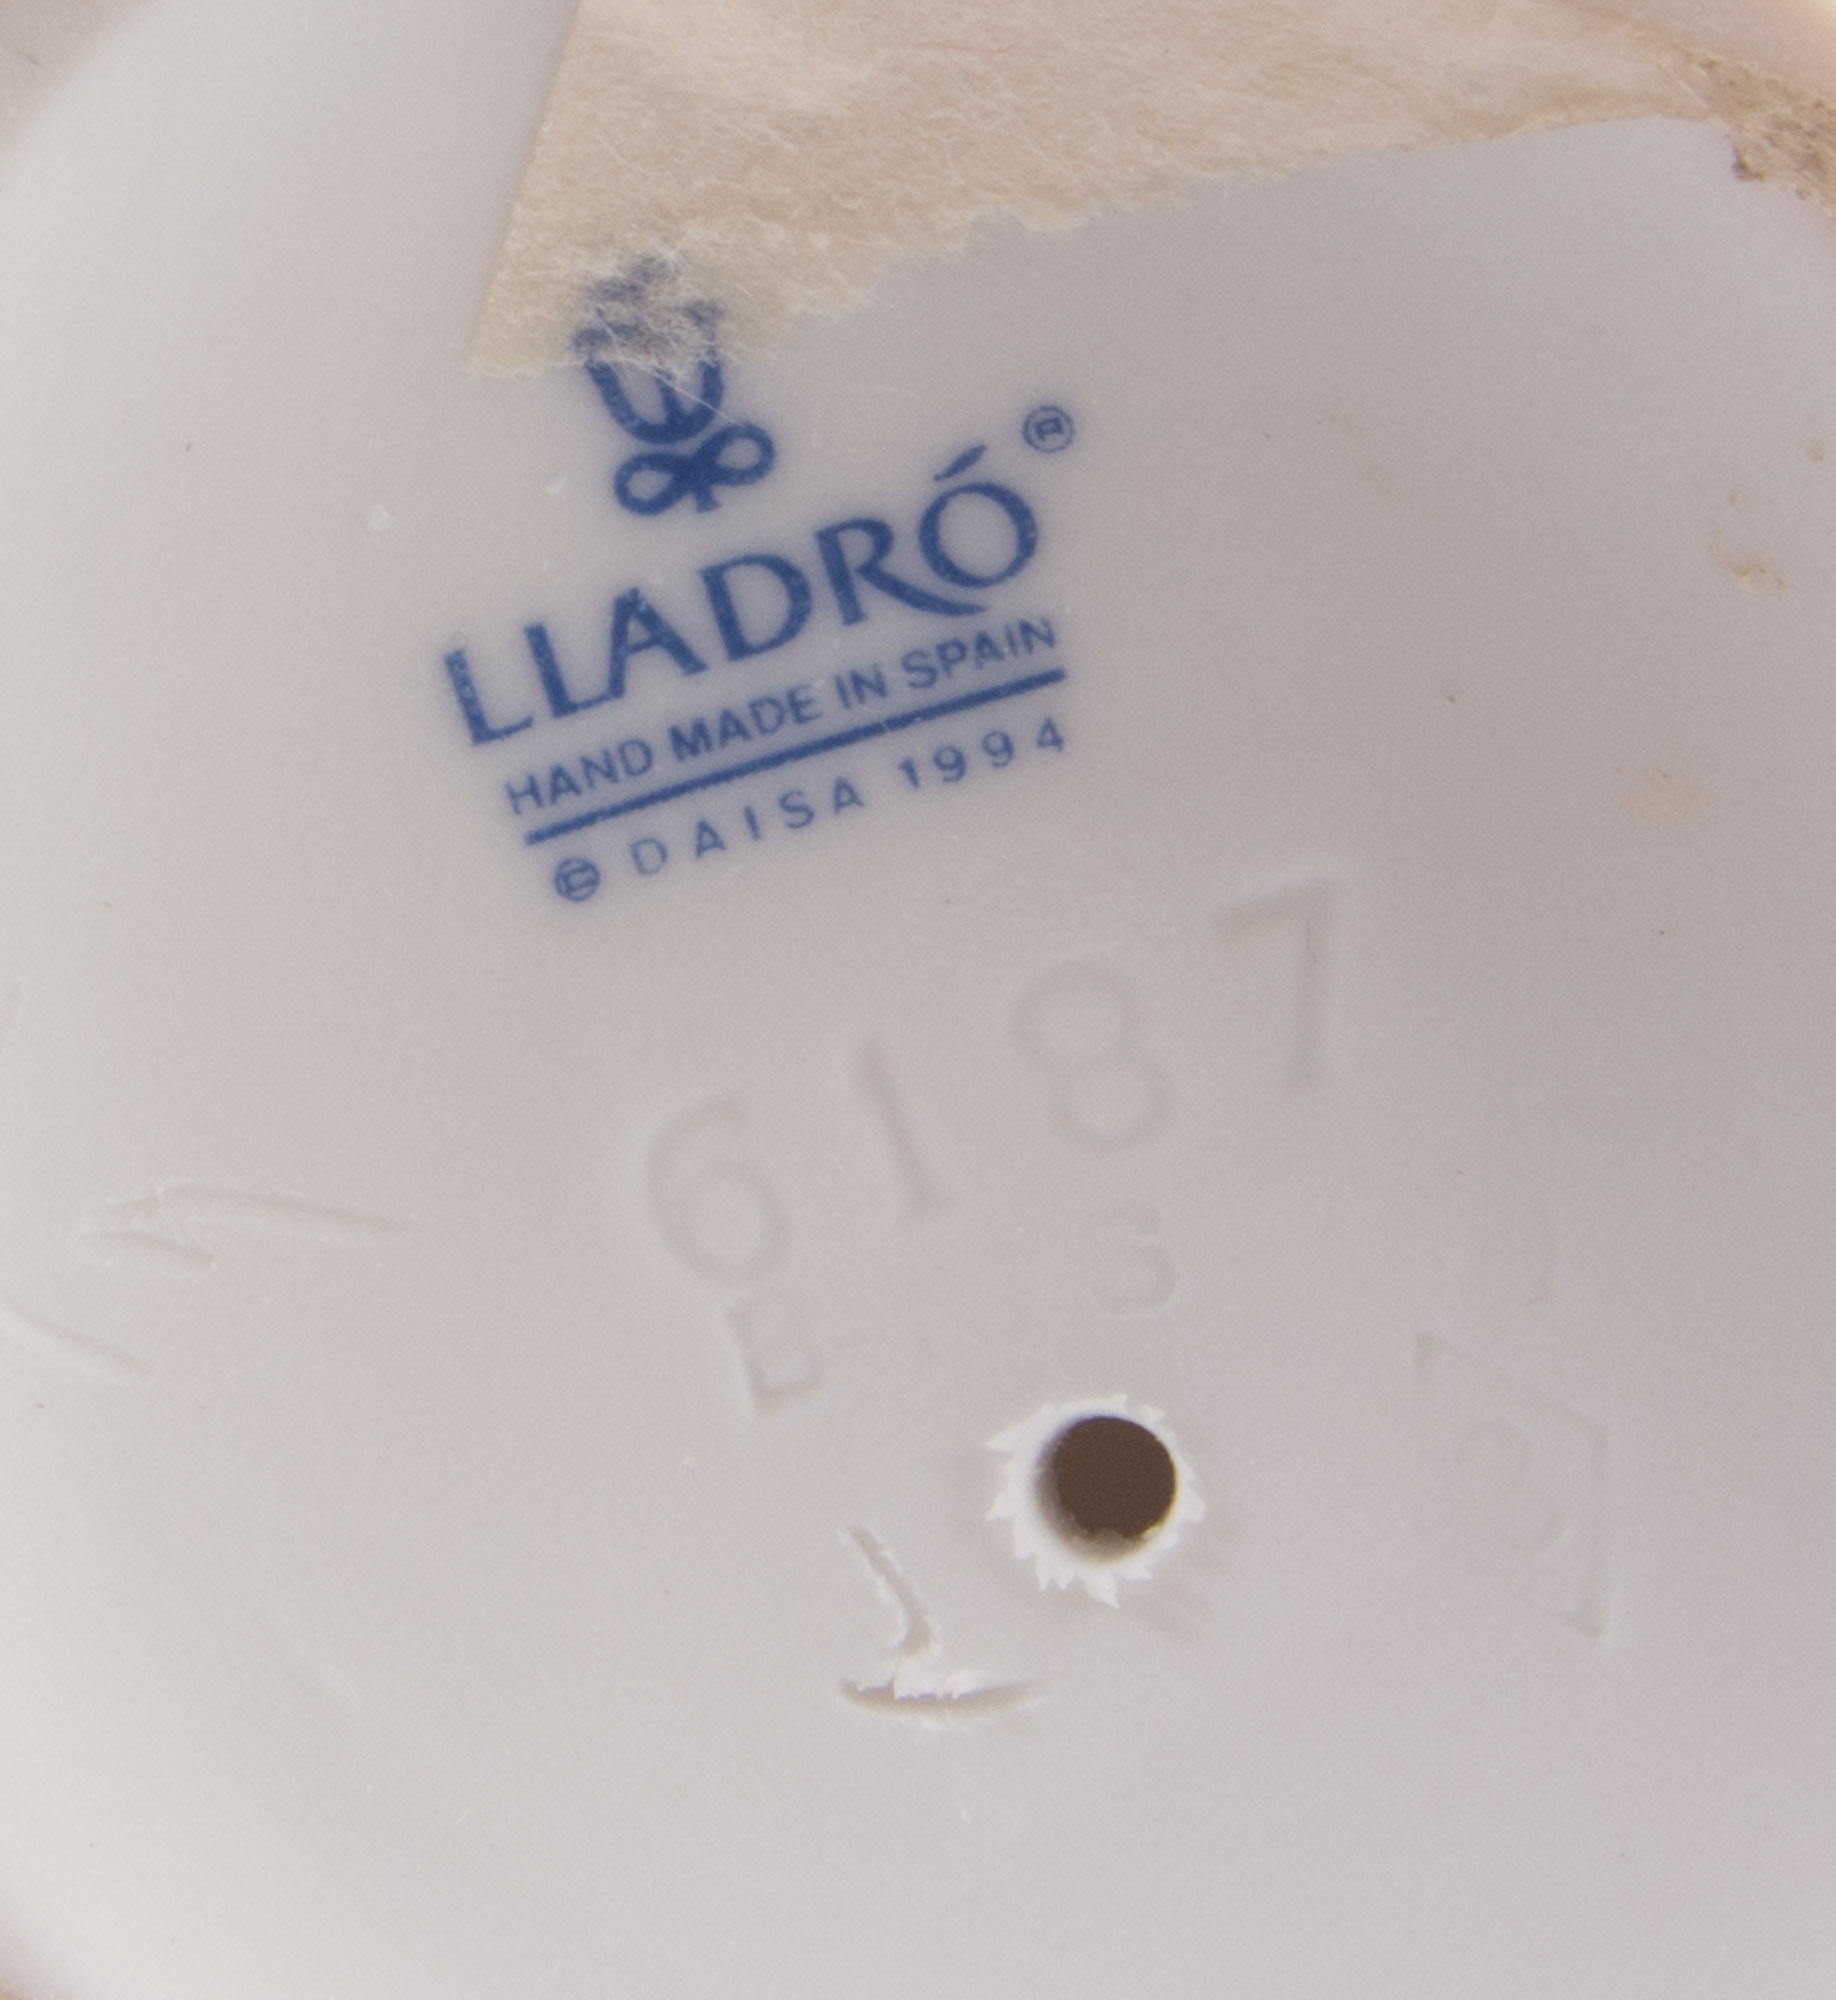 LLADRÓ®
HAND MADE IN SPAIN
© DAISA 1994
6187
S